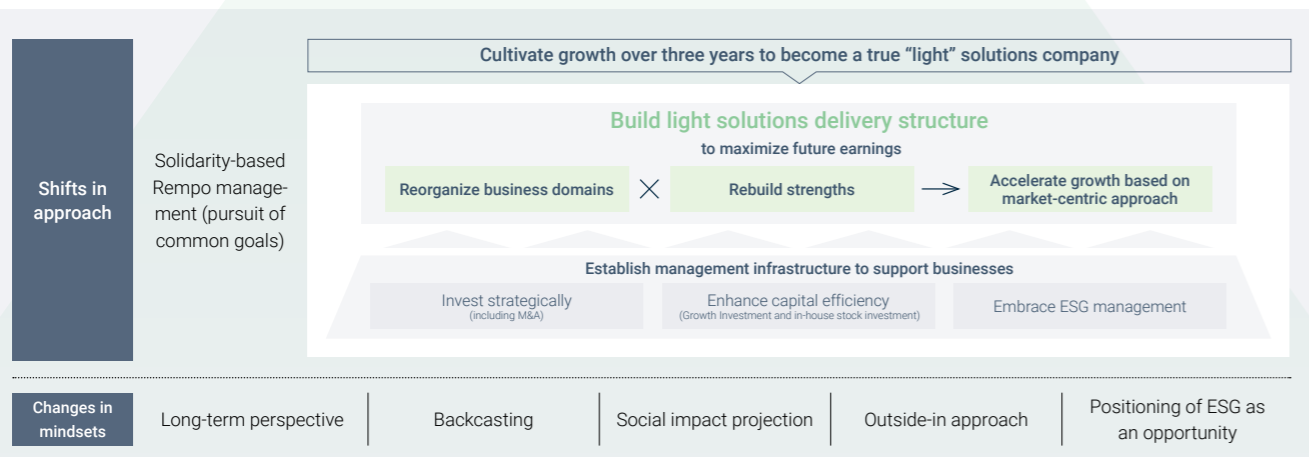 Cultivate growth over three years to become a true “light” solutions company
Shifts in
approach
Solidarity-based
Rempo manage-
ment (pursuit of
common goals)
Build light solutions delivery structure
to maximize future earnings
Reorganize business domains
Rebuild strengths
Accelerate growth based on
market-centric approach
Establish management infrastructure to support businesses
Invest strategically
(including M&A)
Enhance capital efficiency
(Growth Investment and in-house stock investment)
Embrace ESG management
Changes in
mindsets
Long-term perspective
Backcasting
Social impact projection
Outside-in approach
Positioning of ESG as
an opportunity